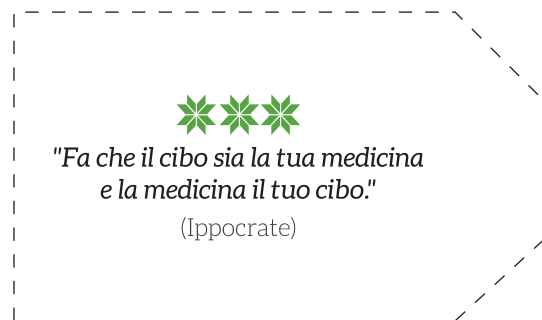 "Fa che il cibo sia la tua medicina
e la medicina il tuo cibo."
(Ippocrate)